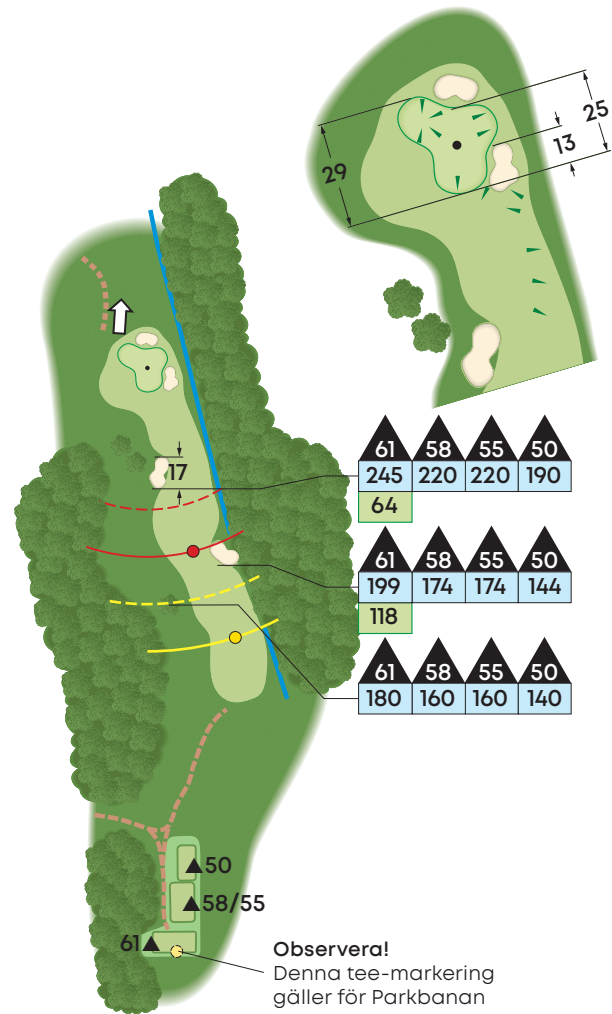 25
13
29
17
61 58 55 50
245 220 220 190
64
61 58 55 50
199 174 174 144
118
61 58 55 50
180 160 160 140
50
58/55
61
Observera!
Denna tee-markering
gäller för Parkbanan